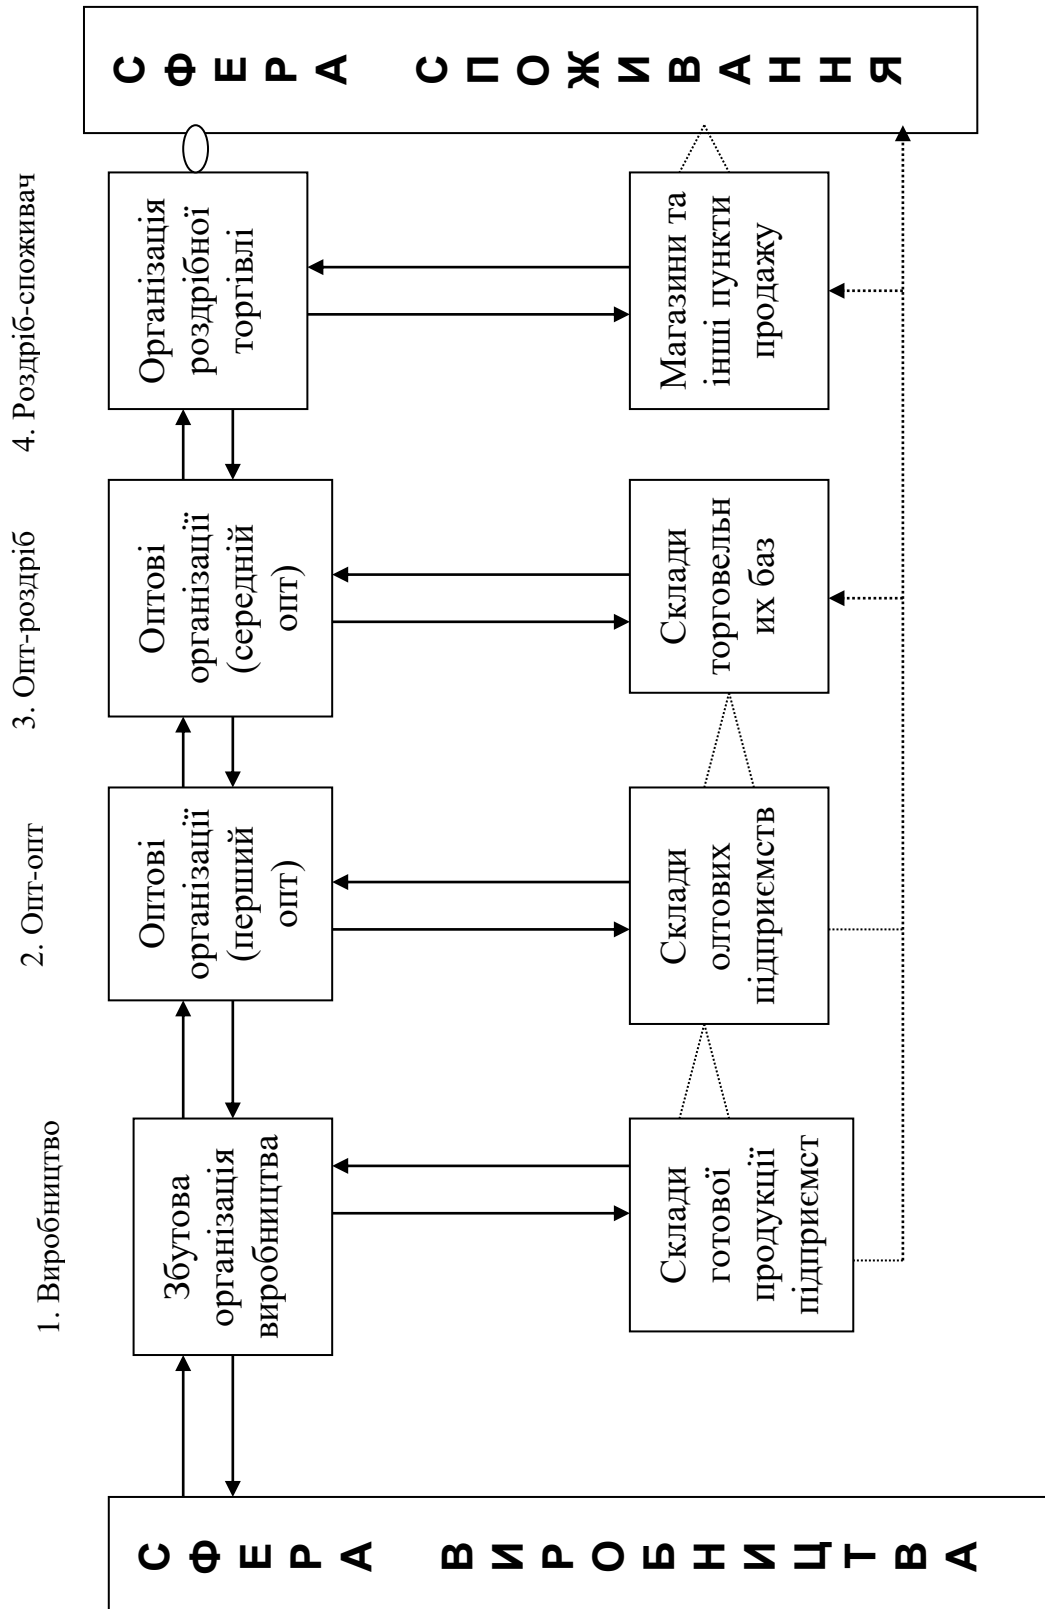 1. Виробництво
2. Опт-опт
3. Опт-роздріб
4. Роздріб-споживач
СФЕРА ВИРОБНИЦТВА
Збутова
організація
виробництва
Оптові
організації
(перший
опт)
Оптові
організації
(середній
опт)
Організація
роздрібної
торгівлі
СФЕРА СПОЖИВАННЯ
Склади
готової
продукції
підприємст
Склади
олтових
підприємств
Склади
торговельн
их баз
Магазини та
інші пункти
продажу